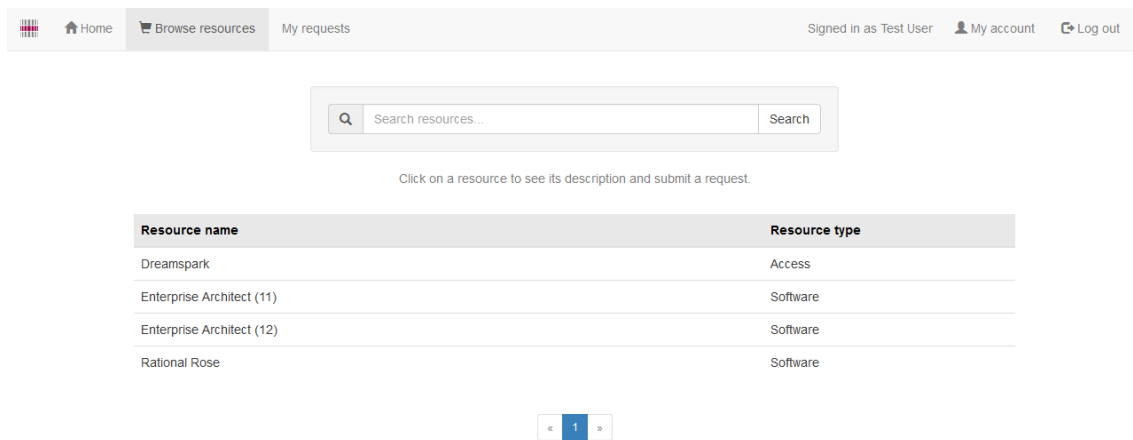 Home Browse resources My requests Signed in as Test User My account Log out
Search resources... Search
Click on a resource to see its description and submit a request.
Resource name Resource type
Dreamspark Access
Enterprise Architect (11) Software
Enterprise Architect (12) Software
Rational Rose Software
« 1 »